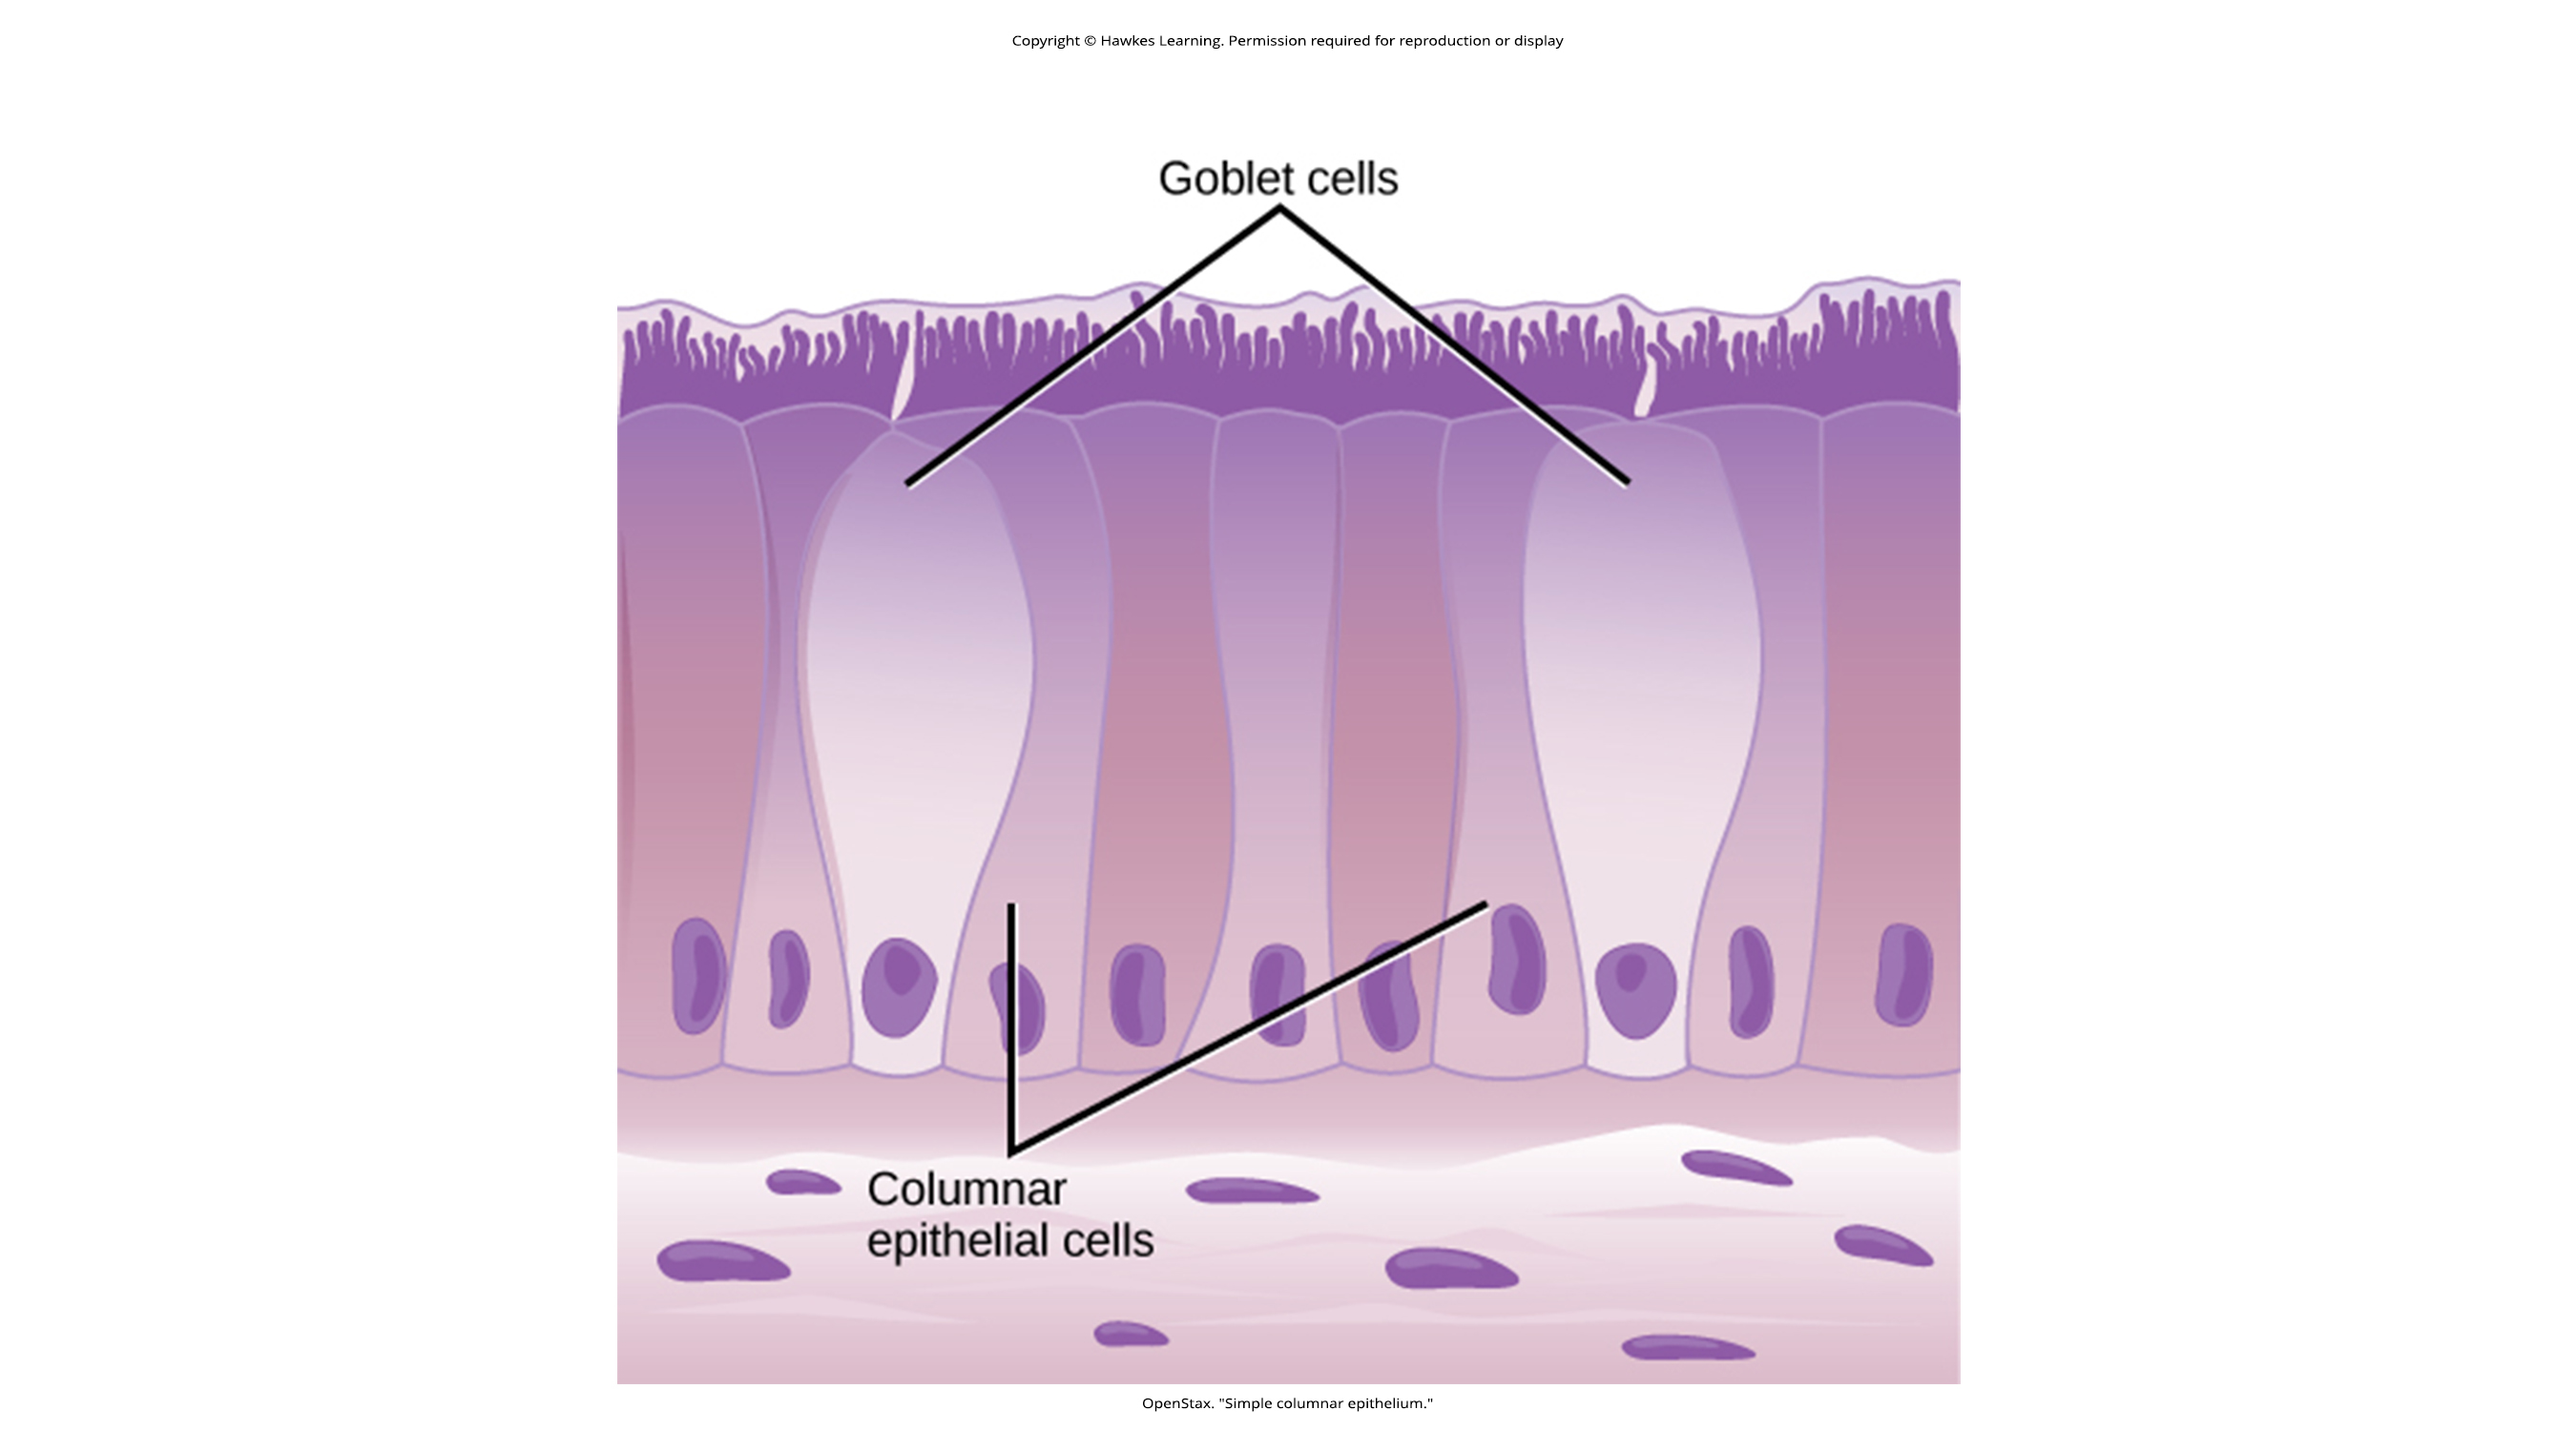 Copyright © Hawkes Learning. Permission required for reproduction or display
Goblet cells
Columnar
epithelial cells
OpenStax. "Simple columnar epithelium."